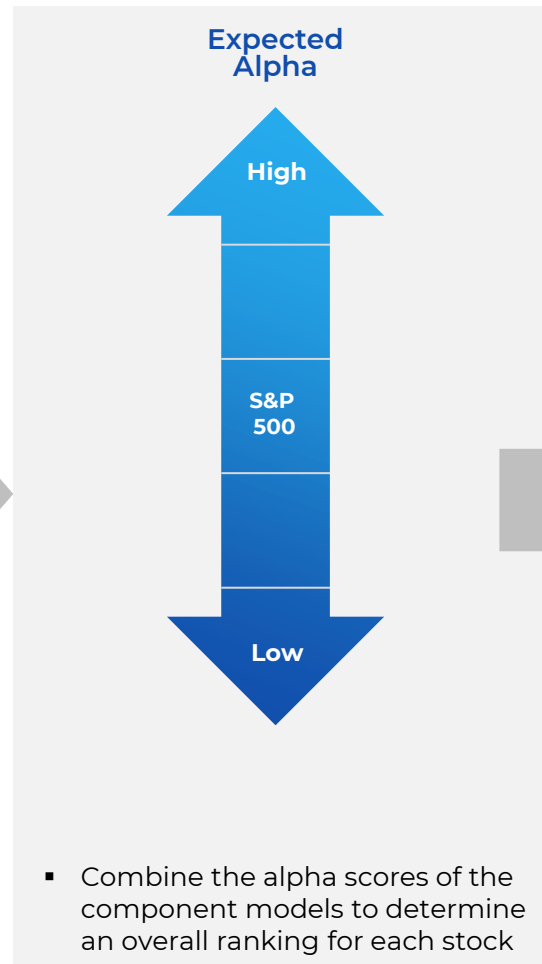 Expected
Alpha
High
S&P
500
Low
▪ Combine the alpha scores of the
component models to determine
an overall ranking for each stock